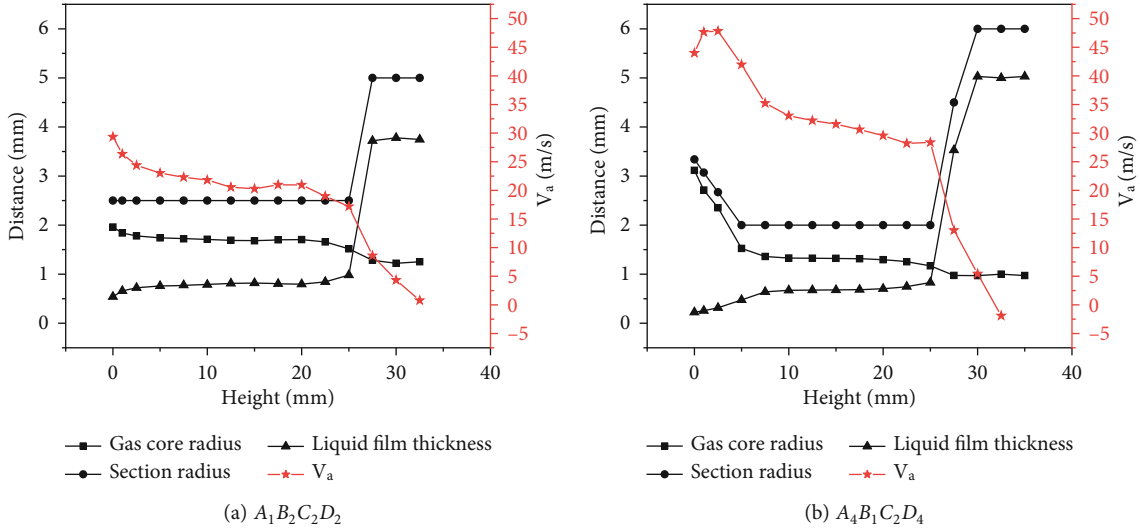 6
5
4
3
2
1
0
Distance (mm)
50
45
40
35
30
25
20
15
10
5
0
−5
Vₐ (m/s)
0 10 20 30 40
Height (mm)
Gas core radius
Liquid film thickness
Section radius
Vₐ
(a) A₁B₂C₂D₂
6
5
4
3
2
1
0
Distance (mm)
50
45
40
35
30
25
20
15
10
5
0
−5
Vₐ (m/s)
0 10 20 30 40
Height (mm)
Gas core radius
Liquid film thickness
Section radius
Vₐ
(b) A₄B₁C₂D₄